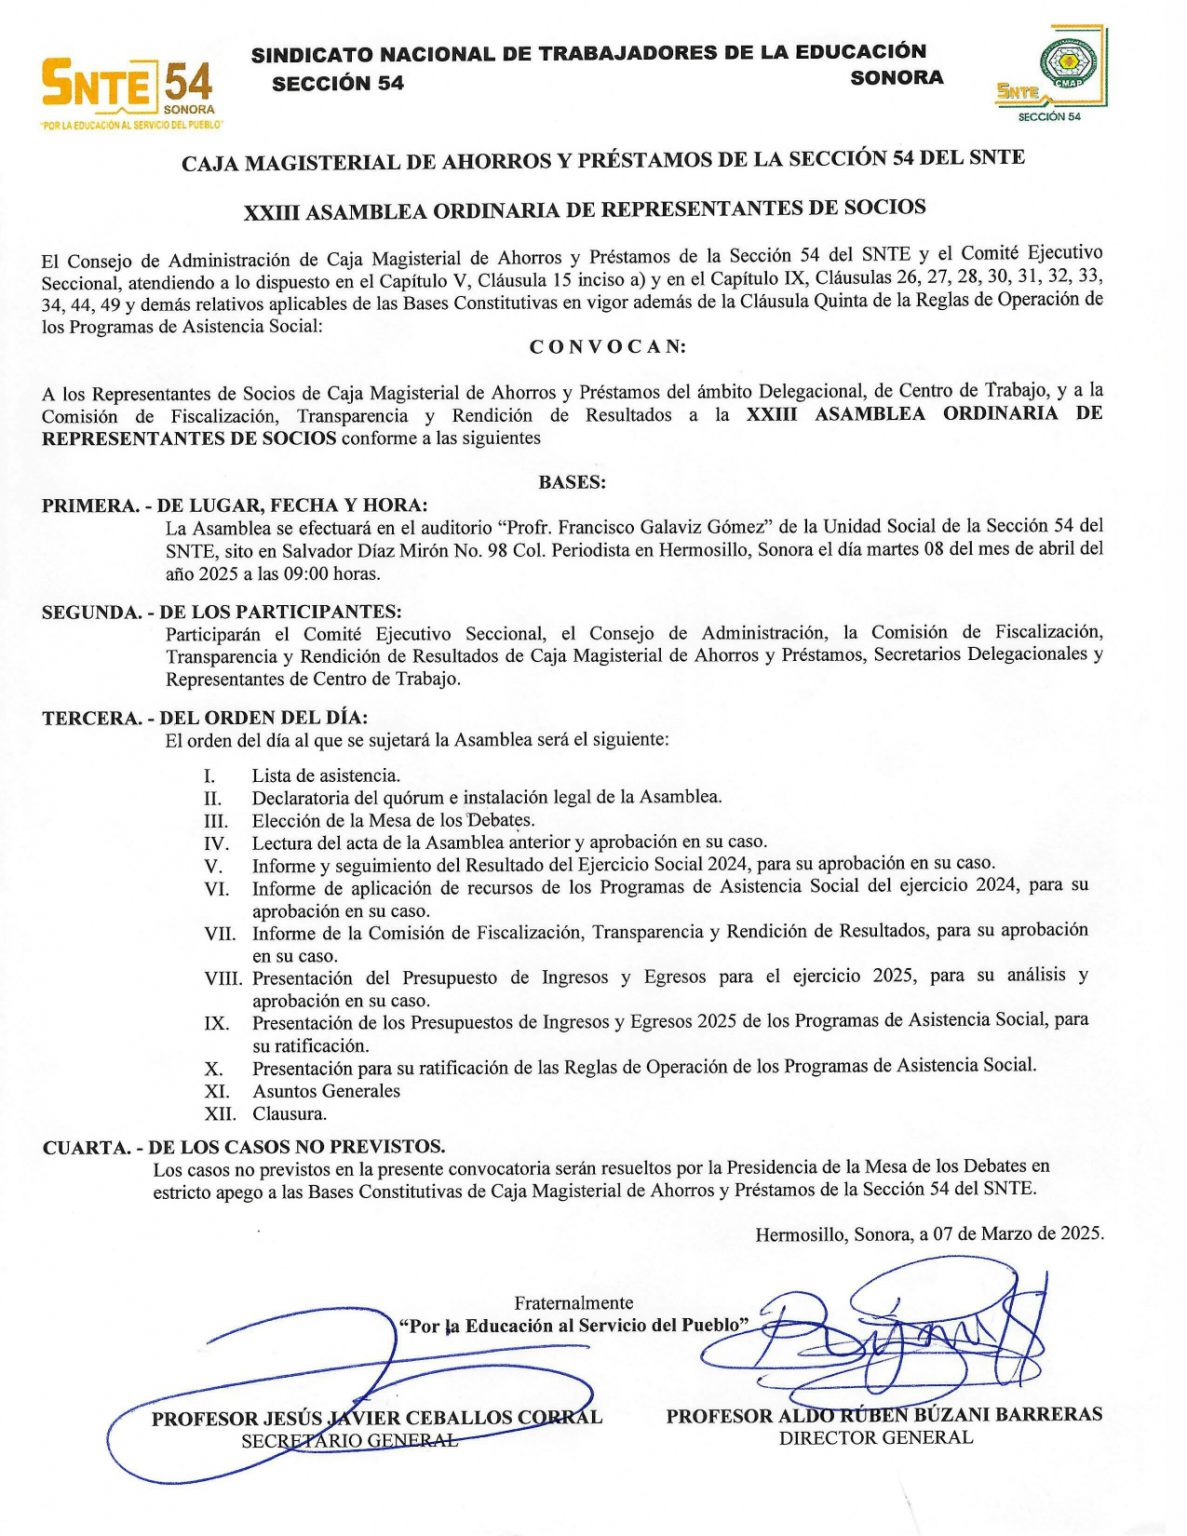 SNTE 54
SONORA
"POR LA EDUCACIÓN AL SERVICIO DEL PUEBLO"
SINDICATO NACIONAL DE TRABAJADORES DE LA EDUCACIÓN
SECCIÓN 54 SONORA
CMAP
SNTE
SECCIÓN 54
CAJA MAGISTERIAL DE AHORROS Y PRÉSTAMOS DE LA SECCIÓN 54 DEL SNTE
XXIII ASAMBLEA ORDINARIA DE REPRESENTANTES DE SOCIOS
El Consejo de Administración de Caja Magisterial de Ahorros y Préstamos de la Sección 54 del SNTE y el Comité Ejecutivo
Seccional, atendiendo a lo dispuesto en el Capítulo V, Cláusula 15 inciso a) y en el Capítulo IX, Cláusulas 26, 27, 28, 30, 31, 32, 33,
34, 44, 49 y demás relativos aplicables de las Bases Constitutivas en vigor además de la Cláusula Quinta de la Reglas de Operación de
los Programas de Asistencia Social:
C O N V O C A N:
A los Representantes de Socios de Caja Magisterial de Ahorros y Préstamos del ámbito Delegacional, de Centro de Trabajo, y a la
Comisión de Fiscalización, Transparencia y Rendición de Resultados a la XXIII ASAMBLEA ORDINARIA DE
REPRESENTANTES DE SOCIOS conforme a las siguientes
BASES:
PRIMERA. - DE LUGAR, FECHA Y HORA:
La Asamblea se efectuará en el auditorio “Profr. Francisco Galaviz Gómez” de la Unidad Social de la Sección 54 del
SNTE, sito en Salvador Díaz Mirón No. 98 Col. Periodista en Hermosillo, Sonora el día martes 08 del mes de abril del
año 2025 a las 09:00 horas.
SEGUNDA. - DE LOS PARTICIPANTES:
Participarán el Comité Ejecutivo Seccional, el Consejo de Administración, la Comisión de Fiscalización,
Transparencia y Rendición de Resultados de Caja Magisterial de Ahorros y Préstamos, Secretarios Delegacionales y
Representantes de Centro de Trabajo.
TERCERA. - DEL ORDEN DEL DÍA:
El orden del día al que se sujetará la Asamblea será el siguiente:
I. Lista de asistencia.
II. Declaratoria del quórum e instalación legal de la Asamblea.
III. Elección de la Mesa de los Debates.
IV. Lectura del acta de la Asamblea anterior y aprobación en su caso.
V. Informe y seguimiento del Resultado del Ejercicio Social 2024, para su aprobación en su caso.
VI. Informe de aplicación de recursos de los Programas de Asistencia Social del ejercicio 2024, para su
aprobación en su caso.
VII. Informe de la Comisión de Fiscalización, Transparencia y Rendición de Resultados, para su aprobación
en su caso.
VIII. Presentación del Presupuesto de Ingresos y Egresos para el ejercicio 2025, para su análisis y
aprobación en su caso.
IX. Presentación de los Presupuestos de Ingresos y Egresos 2025 de los Programas de Asistencia Social, para
su ratificación.
X. Presentación para su ratificación de las Reglas de Operación de los Programas de Asistencia Social.
XI. Asuntos Generales
XII. Clausura.
CUARTA. - DE LOS CASOS NO PREVISTOS.
Los casos no previstos en la presente convocatoria serán resueltos por la Presidencia de la Mesa de los Debates en
estricto apego a las Bases Constitutivas de Caja Magisterial de Ahorros y Préstamos de la Sección 54 del SNTE.
Hermosillo, Sonora, a 07 de Marzo de 2025.
Fraternalmente
“Por la Educación al Servicio del Pueblo”
PROFESOR JESÚS JAVIER CEBALLOS CORRAL
SECRETARIO GENERAL
PROFESOR ALDO RÚBEN BÚZANI BARRERAS
DIRECTOR GENERAL